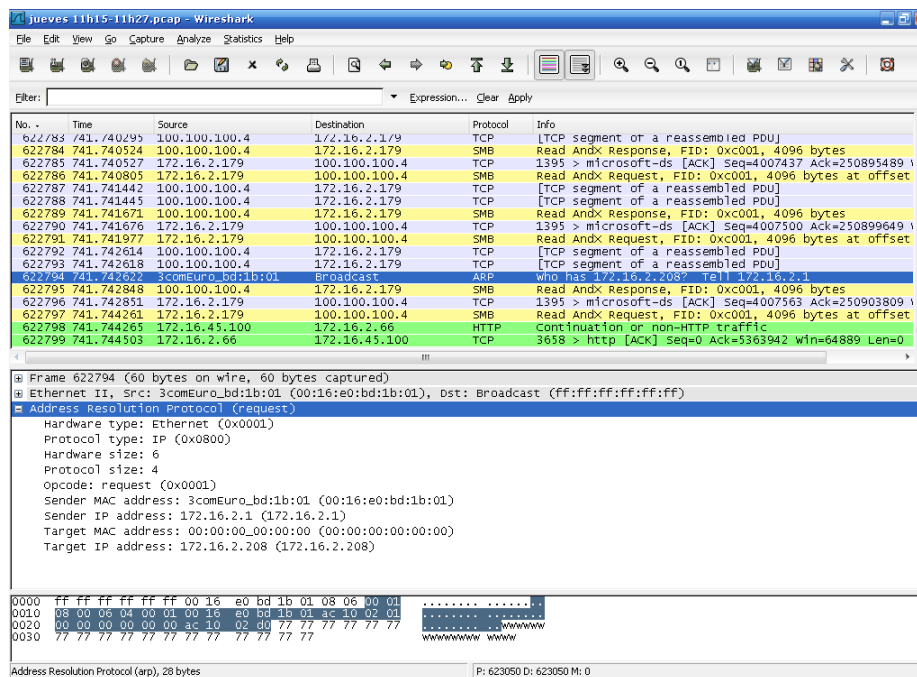 jueves 11h15-11h27.pcap - Wireshark
File Edit View Go Capture Analyze Statistics Help
Filter: Expression... Clear Apply
No. - Time Source Destination Protocol Info
622783 741.740295 100.100.100.4 172.16.2.179 TCP [TCP segment of a reassembled PDU]
622784 741.740524 100.100.100.4 172.16.2.179 SMB Read AndX Response, FID: 0xc001, 4096 bytes
622785 741.740527 172.16.2.179 100.100.100.4 TCP 1395 > microsoft-ds [ACK] Seq=4007437 Ack=250895489
622786 741.740805 172.16.2.179 100.100.100.4 SMB Read AndX Request, FID: 0xc001, 4096 bytes at offset
622787 741.741442 100.100.100.4 172.16.2.179 TCP [TCP segment of a reassembled PDU]
622788 741.741445 100.100.100.4 172.16.2.179 TCP [TCP segment of a reassembled PDU]
622789 741.741671 100.100.100.4 172.16.2.179 SMB Read AndX Response, FID: 0xc001, 4096 bytes
622790 741.741676 172.16.2.179 100.100.100.4 TCP 1395 > microsoft-ds [ACK] Seq=4007500 Ack=250899649
622791 741.741977 172.16.2.179 100.100.100.4 SMB Read AndX Request, FID: 0xc001, 4096 bytes at offset
622792 741.742614 100.100.100.4 172.16.2.179 TCP [TCP segment of a reassembled PDU]
622793 741.742618 100.100.100.4 172.16.2.179 TCP [TCP segment of a reassembled PDU]
622794 741.742622 3comEuro_bd:1b:01 Broadcast ARP who has 172.16.2.208? Tell 172.16.2.1
622795 741.742848 100.100.100.4 172.16.2.179 SMB Read AndX Response, FID: 0xc001, 4096 bytes
622796 741.742851 172.16.2.179 100.100.100.4 TCP 1395 > microsoft-ds [ACK] Seq=4007563 Ack=250903809
622797 741.744261 172.16.2.179 100.100.100.4 SMB Read AndX Request, FID: 0xc001, 4096 bytes at offset
622798 741.744265 172.16.45.100 172.16.2.66 HTTP Continuation or non-HTTP traffic
622799 741.744503 172.16.2.66 172.16.45.100 TCP 3658 > http [ACK] Seq=0 Ack=5363942 Win=64889 Len=0
Frame 622794 (60 bytes on wire, 60 bytes captured)
Ethernet II, Src: 3comEuro_bd:1b:01 (00:16:e0:bd:1b:01), Dst: Broadcast (ff:ff:ff:ff:ff:ff)
Address Resolution Protocol (request)
Hardware type: Ethernet (0x0001)
Protocol type: IP (0x0800)
Hardware size: 6
Protocol size: 4
Opcode: request (0x0001)
Sender MAC address: 3comEuro_bd:1b:01 (00:16:e0:bd:1b:01)
Sender IP address: 172.16.2.1 (172.16.2.1)
Target MAC address: 00:00:00_00:00:00 (00:00:00:00:00:00)
Target IP address: 172.16.2.208 (172.16.2.208)
0000 ff ff ff ff ff ff 00 16 e0 bd 1b 01 08 06 00 01 ........ ........
0010 08 00 06 04 00 01 00 16 e0 bd 1b 01 ac 10 02 01 ........ ........
0020 00 00 00 00 00 00 ac 10 02 d0 77 77 77 77 77 77 ........ ..wwwwww
0030 77 77 77 77 77 77 77 77 77 77 77 77 wwwwwwww wwww
Address Resolution Protocol (arp), 28 bytes P: 623050 D: 623050 M: 0